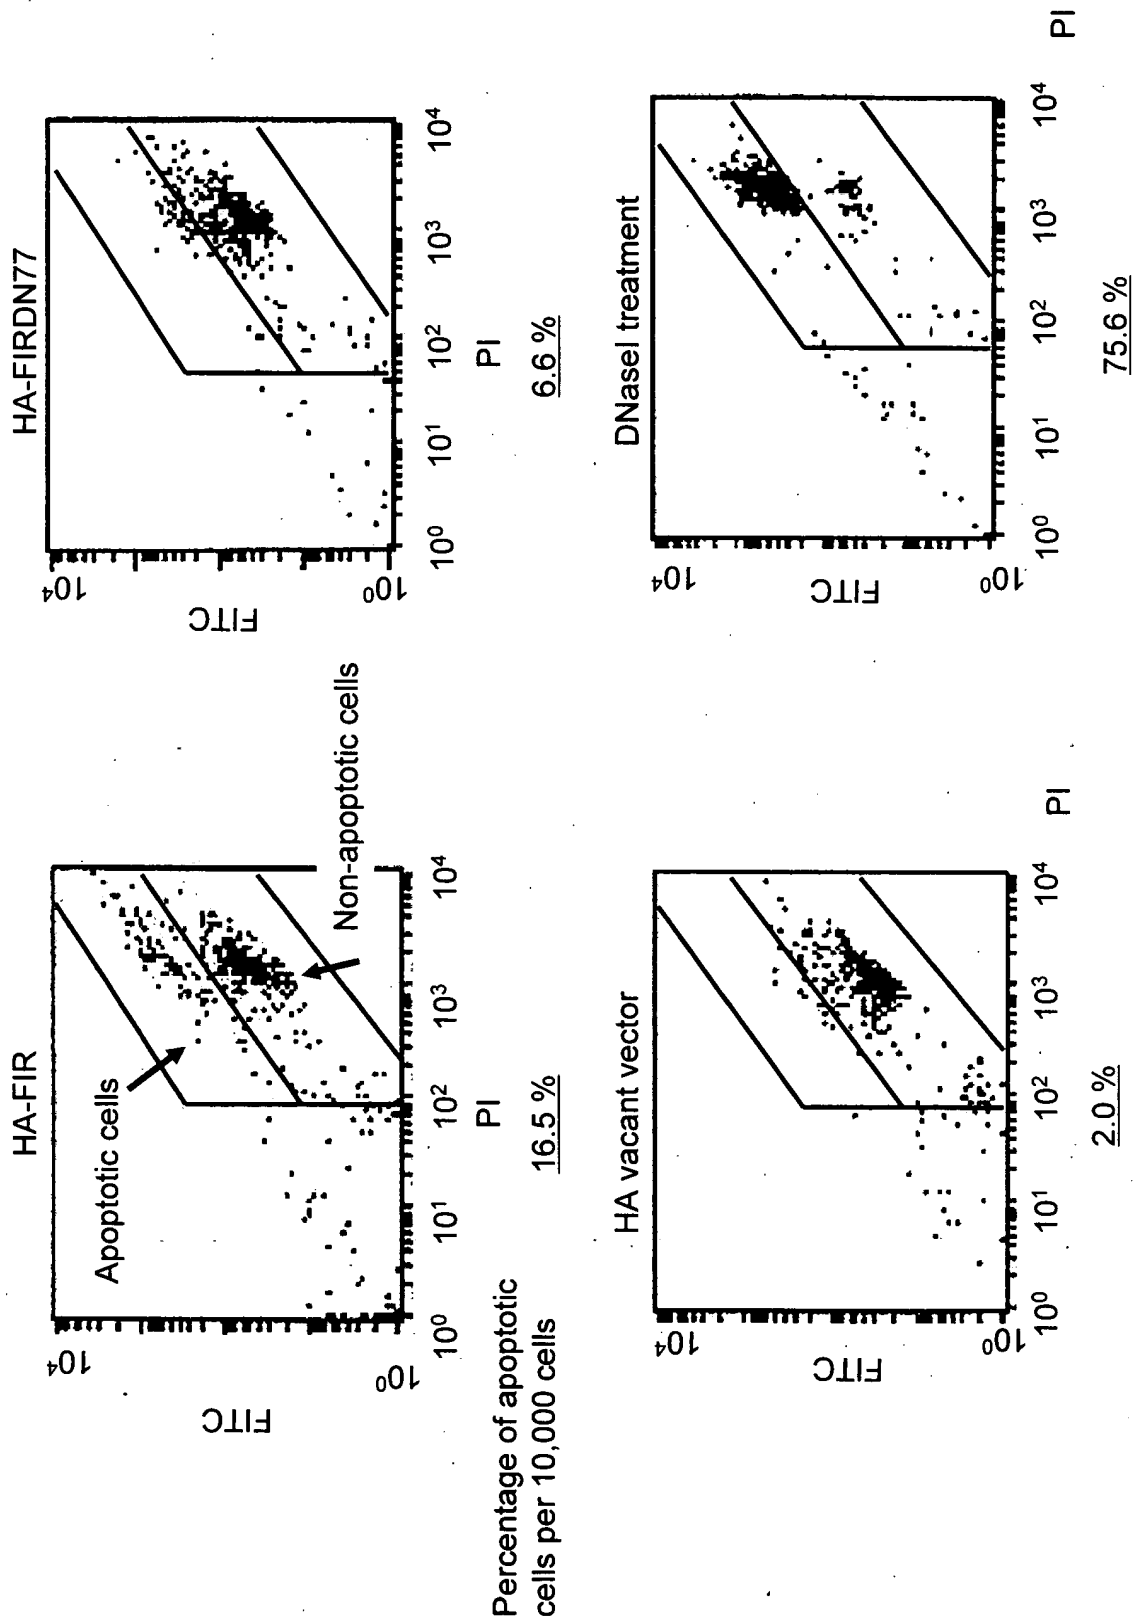 HA-FIR
Apoptotic cells
FITC
10⁴
10⁰
10⁰ 10¹ 10² 10³ 10⁴
PI
Non-apoptotic cells
Percentage of apoptotic
cells per 10,000 cells
16.5 %
HA-FIRDN77
FITC
10⁴
10⁰
10⁰ 10¹ 10² 10³ 10⁴
PI
6.6 %
HA vacant vector
FITC
10⁴
10⁰
10⁰ 10¹ 10² 10³ 10⁴
PI
2.0 %
DNaseI treatment
FITC
10⁴
10⁰
10⁰ 10¹ 10² 10³ 10⁴
PI
75.6 %